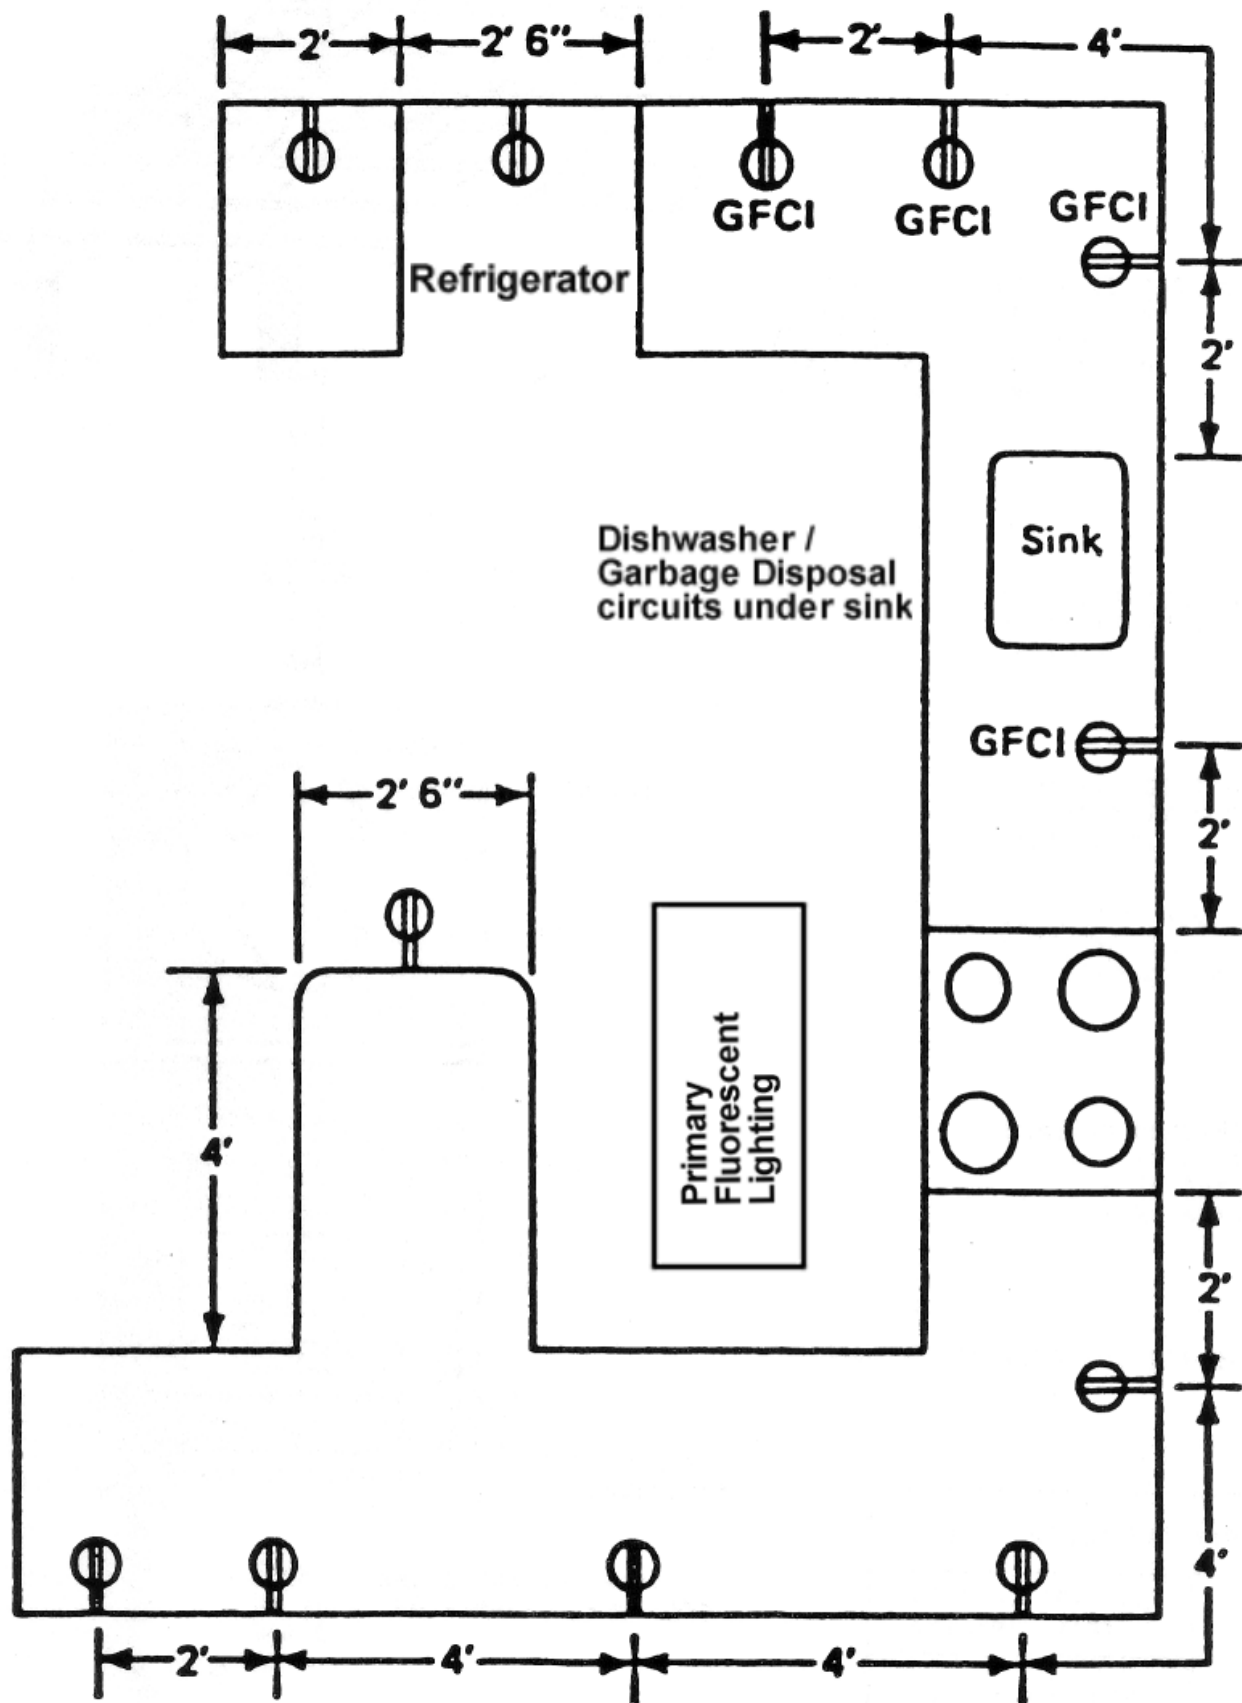 2'
2' 6"
2'
4'
GFCI
GFCI
GFCI
Refrigerator
2'
Dishwasher /
Garbage Disposal
circuits under sink
Sink
GFCI
2'
2' 6"
Primary
Fluorescent
Lighting
4'
2'
4'
2'
4'
4'